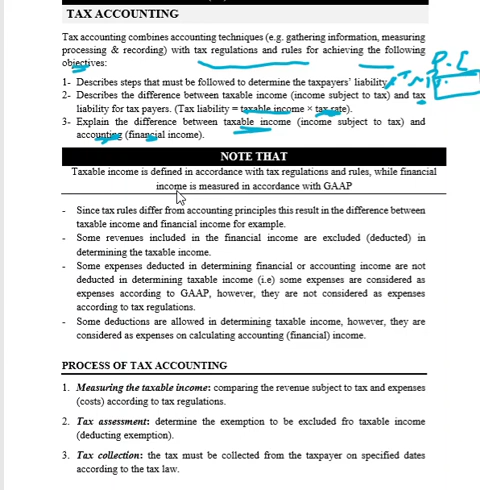 TAX ACCOUNTING
Tax accounting combines accounting techniques (e.g. gathering information, measuring
processing & recording) with tax regulations and rules for achieving the following
objectives:
1- Describes steps that must be followed to determine the taxpayers' liability
2- Describes the difference between taxable income (income subject to tax) and tax
liability for tax payers. (Tax liability = taxable income × tax rate).
3- Explain the difference between taxable income (income subject to tax) and
accounting (financial income).
NOTE THAT
Taxable income is defined in accordance with tax regulations and rules, while financial
income is measured in accordance with GAAP
- Since tax rules differ from accounting principles this result in the difference between
taxable income and financial income for example.
- Some revenues included in the financial income are excluded (deducted) in
determining the taxable income.
- Some expenses deducted in determining financial or accounting income are not
deducted in determining taxable income (i.e) some expenses are considered as
expenses according to GAAP, however, they are not considered as expenses
according to tax regulations.
- Some deductions are allowed in determining taxable income, however, they are
considered as expenses on calculating accounting (financial) income.
PROCESS OF TAX ACCOUNTING
1. Measuring the taxable income: comparing the revenue subject to tax and expenses
(costs) according to tax regulations.
2. Tax assessment: determine the exemption to be excluded fro taxable income
(deducting exemption).
3. Tax collection: the tax must be collected from the taxpayer on specified dates
according to the tax law.